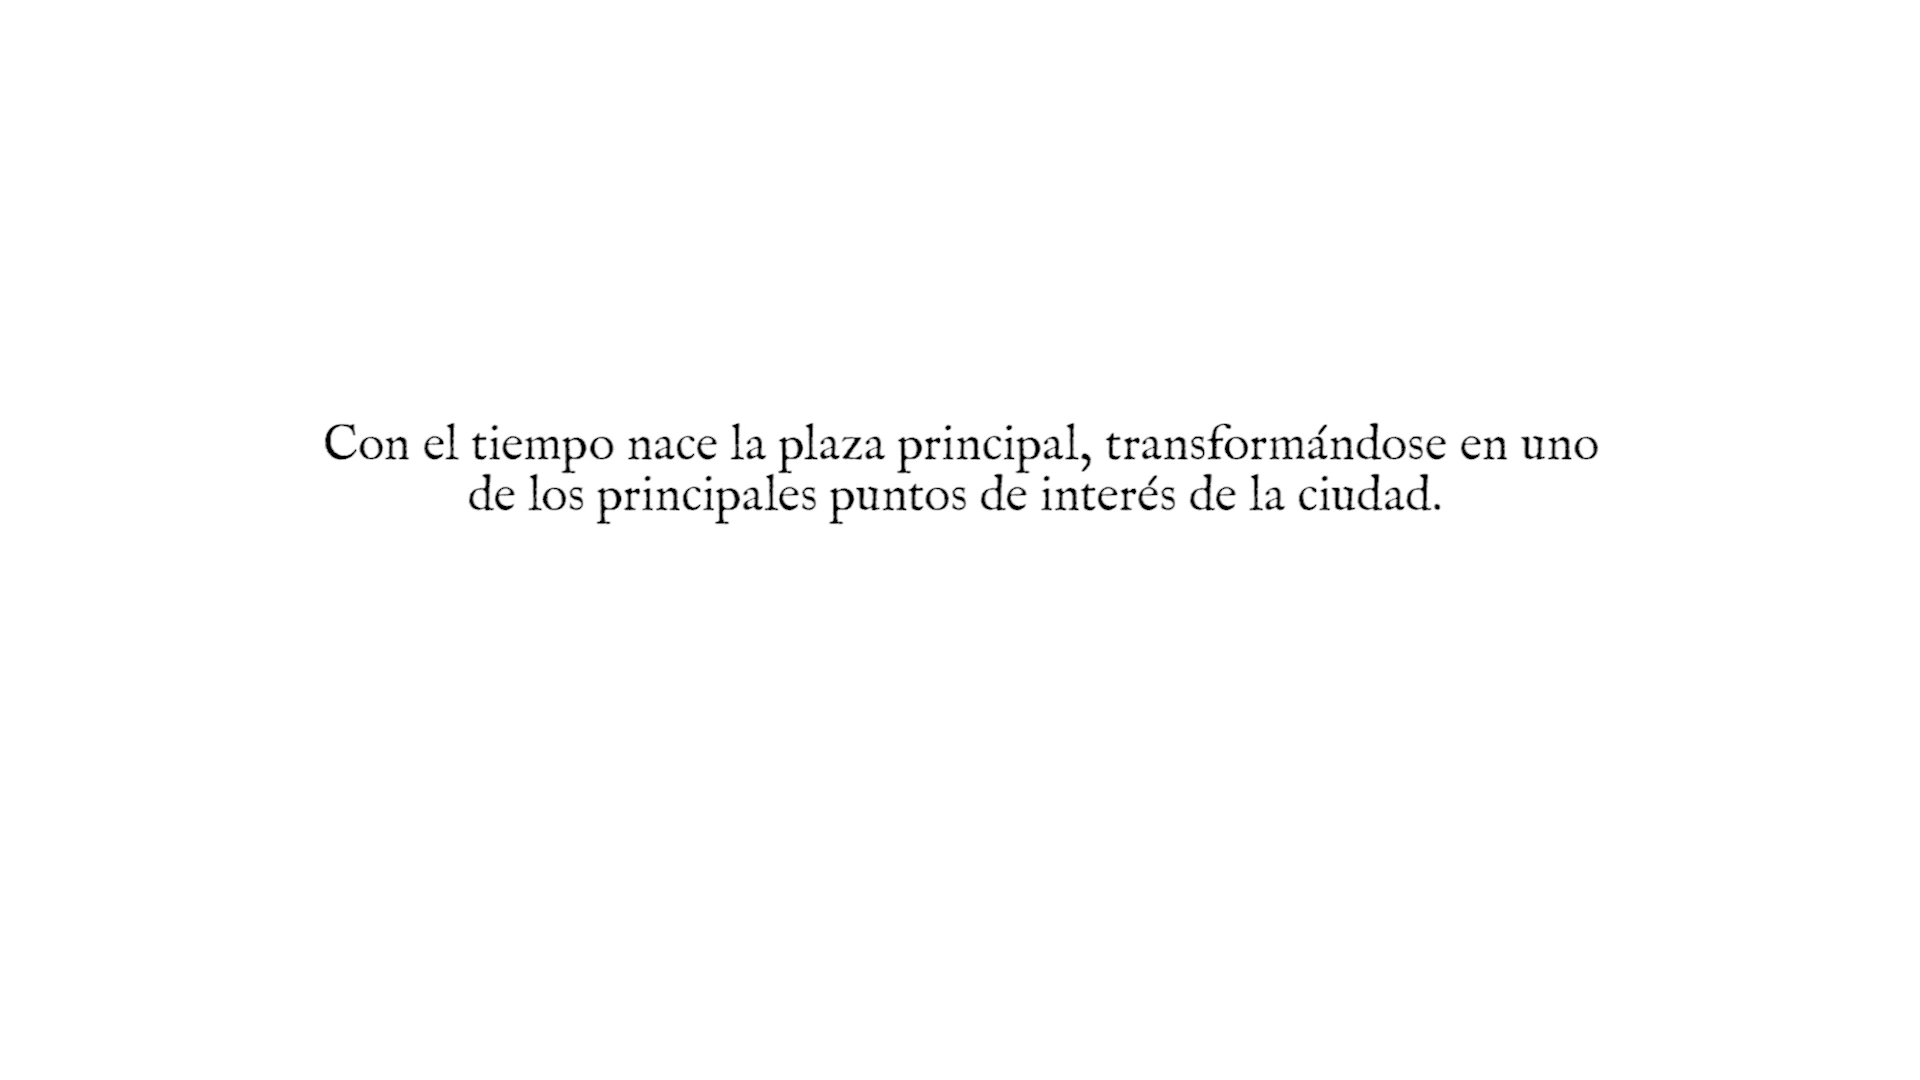 Con el tiempo nace la plaza principal, transformándose en uno
de los principales puntos de interés de la ciudad.